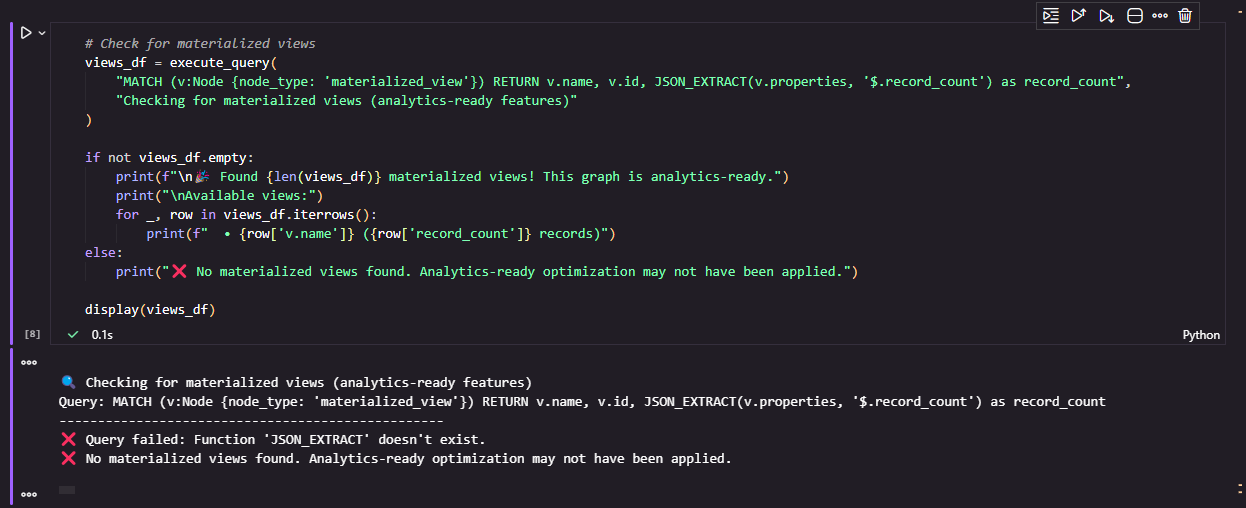 # Check for materialized views
views_df = execute_query(
    "MATCH (v:Node {node_type: 'materialized_view'}) RETURN v.name, v.id, JSON_EXTRACT(v.properties, '$.record_count') as record_count",
    "Checking for materialized views (analytics-ready features)"
)
if not views_df.empty:
    print(f"\n🎉 Found {len(views_df)} materialized views! This graph is analytics-ready.")
    print("\nAvailable views:")
    for _, row in views_df.iterrows():
        print(f"  • {row['v.name']} ({row['record_count']} records)")
else:
    print("❌ No materialized views found. Analytics-ready optimization may not have been applied.")
display(views_df)
[8] ✓ 0.1s Python
🔍 Checking for materialized views (analytics-ready features)
Query: MATCH (v:Node {node_type: 'materialized_view'}) RETURN v.name, v.id, JSON_EXTRACT(v.properties, '$.record_count') as record_count
--------------------------------------------------
❌ Query failed: Function 'JSON_EXTRACT' doesn't exist.
❌ No materialized views found. Analytics-ready optimization may not have been applied.